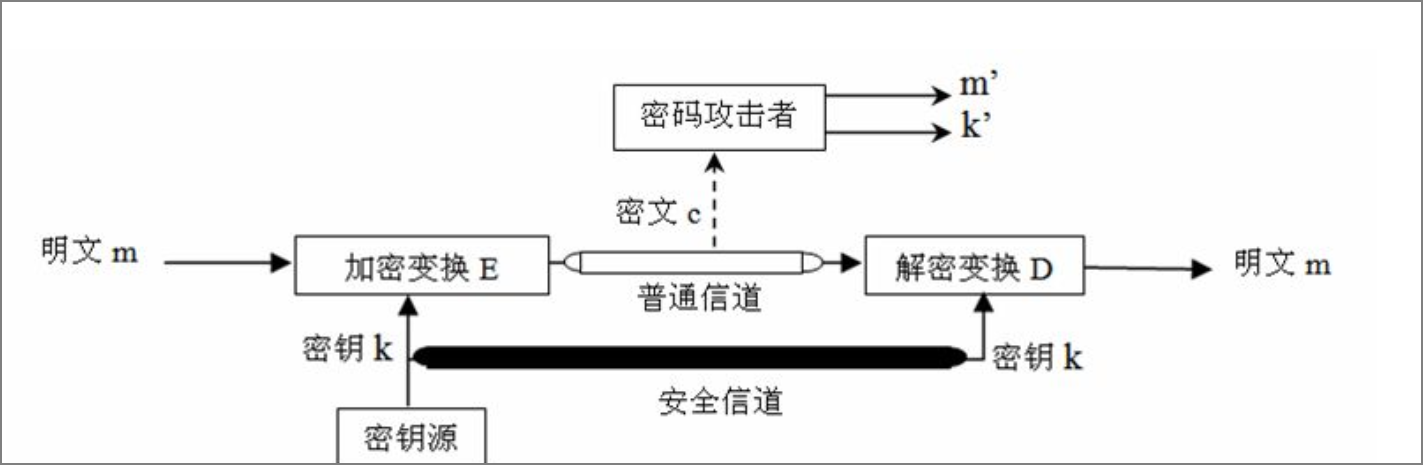 m’
密码攻击者
k’
密文 c
明文 m
加密变换 E
解密变换 D
明文 m
普通信道
密钥 k
密钥 k
安全信道
密钥源